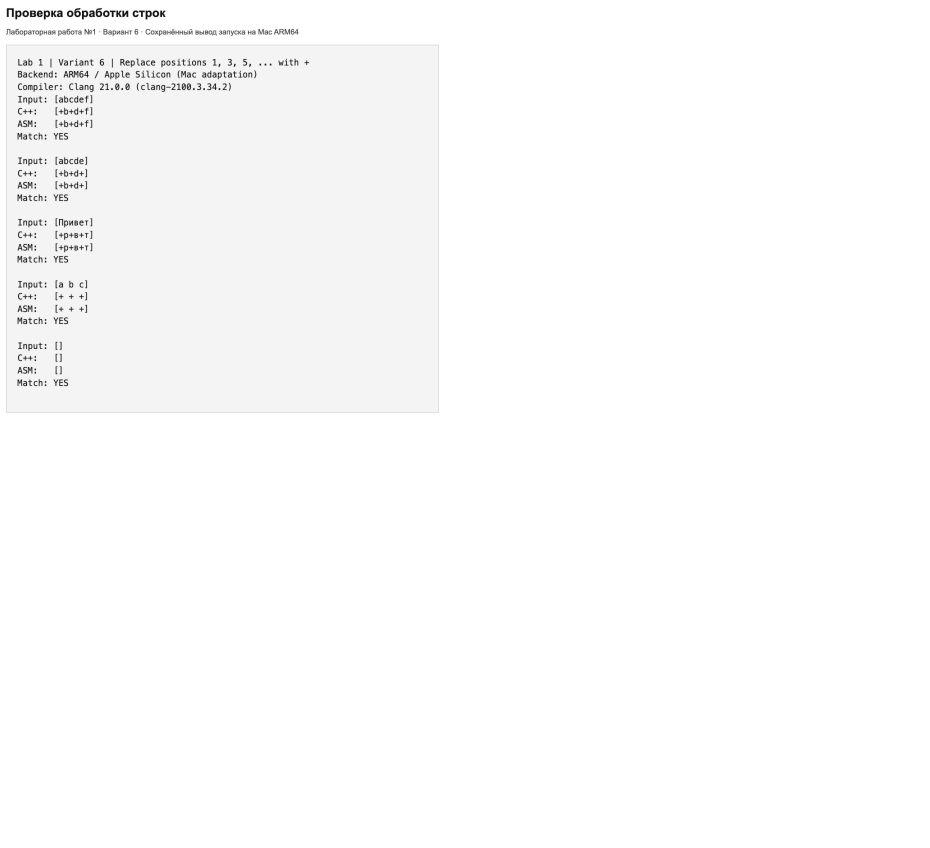 Проверка обработки строк
Лабораторная работа №1 · Вариант 6 · Сохранённый вывод запуска на Mac ARM64
Lab 1 | Variant 6 | Replace positions 1, 3, 5, ... with +
Backend: ARM64 / Apple Silicon (Mac adaptation)
Compiler: Clang 21.0.0 (clang-2100.3.34.2)
Input: [abcdef]
C++:   [+b+d+f]
ASM:   [+b+d+f]
Match: YES

Input: [abcde]
C++:   [+b+d+]
ASM:   [+b+d+]
Match: YES

Input: [Привет]
C++:   [+р+в+т]
ASM:   [+р+в+т]
Match: YES

Input: [a b c]
C++:   [+ + +]
ASM:   [+ + +]
Match: YES

Input: []
C++:   []
ASM:   []
Match: YES